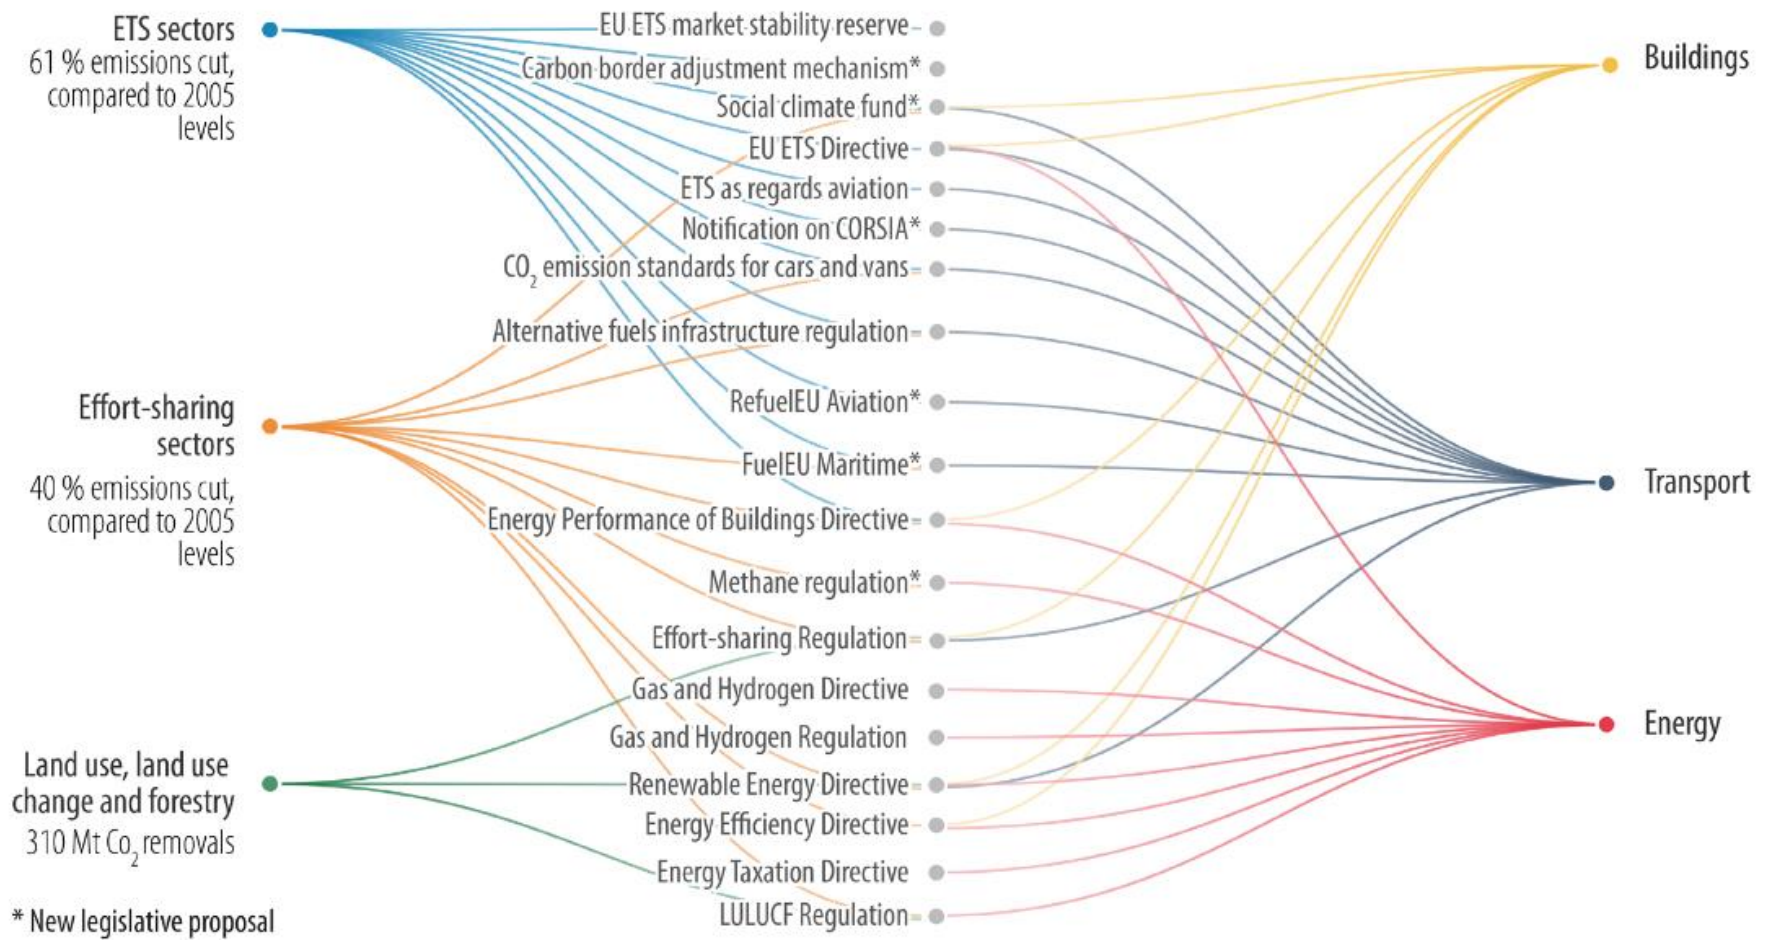 ETS sectors
61 % emissions cut,
compared to 2005
levels
Effort-sharing
sectors
40 % emissions cut,
compared to 2005
levels
Land use, land use
change and forestry
310 Mt Co₂ removals
* New legislative proposal
EU ETS market stability reserve
Carbon border adjustment mechanism*
Social climate fund*
EU ETS Directive
ETS as regards aviation
Notification on CORSIA*
CO₂ emission standards for cars and vans
Alternative fuels infrastructure regulation
RefuelEU Aviation*
FuelEU Maritime*
Energy Performance of Buildings Directive
Methane regulation*
Effort-sharing Regulation
Gas and Hydrogen Directive
Gas and Hydrogen Regulation
Renewable Energy Directive
Energy Efficiency Directive
Energy Taxation Directive
LULUCF Regulation
Buildings
Transport
Energy